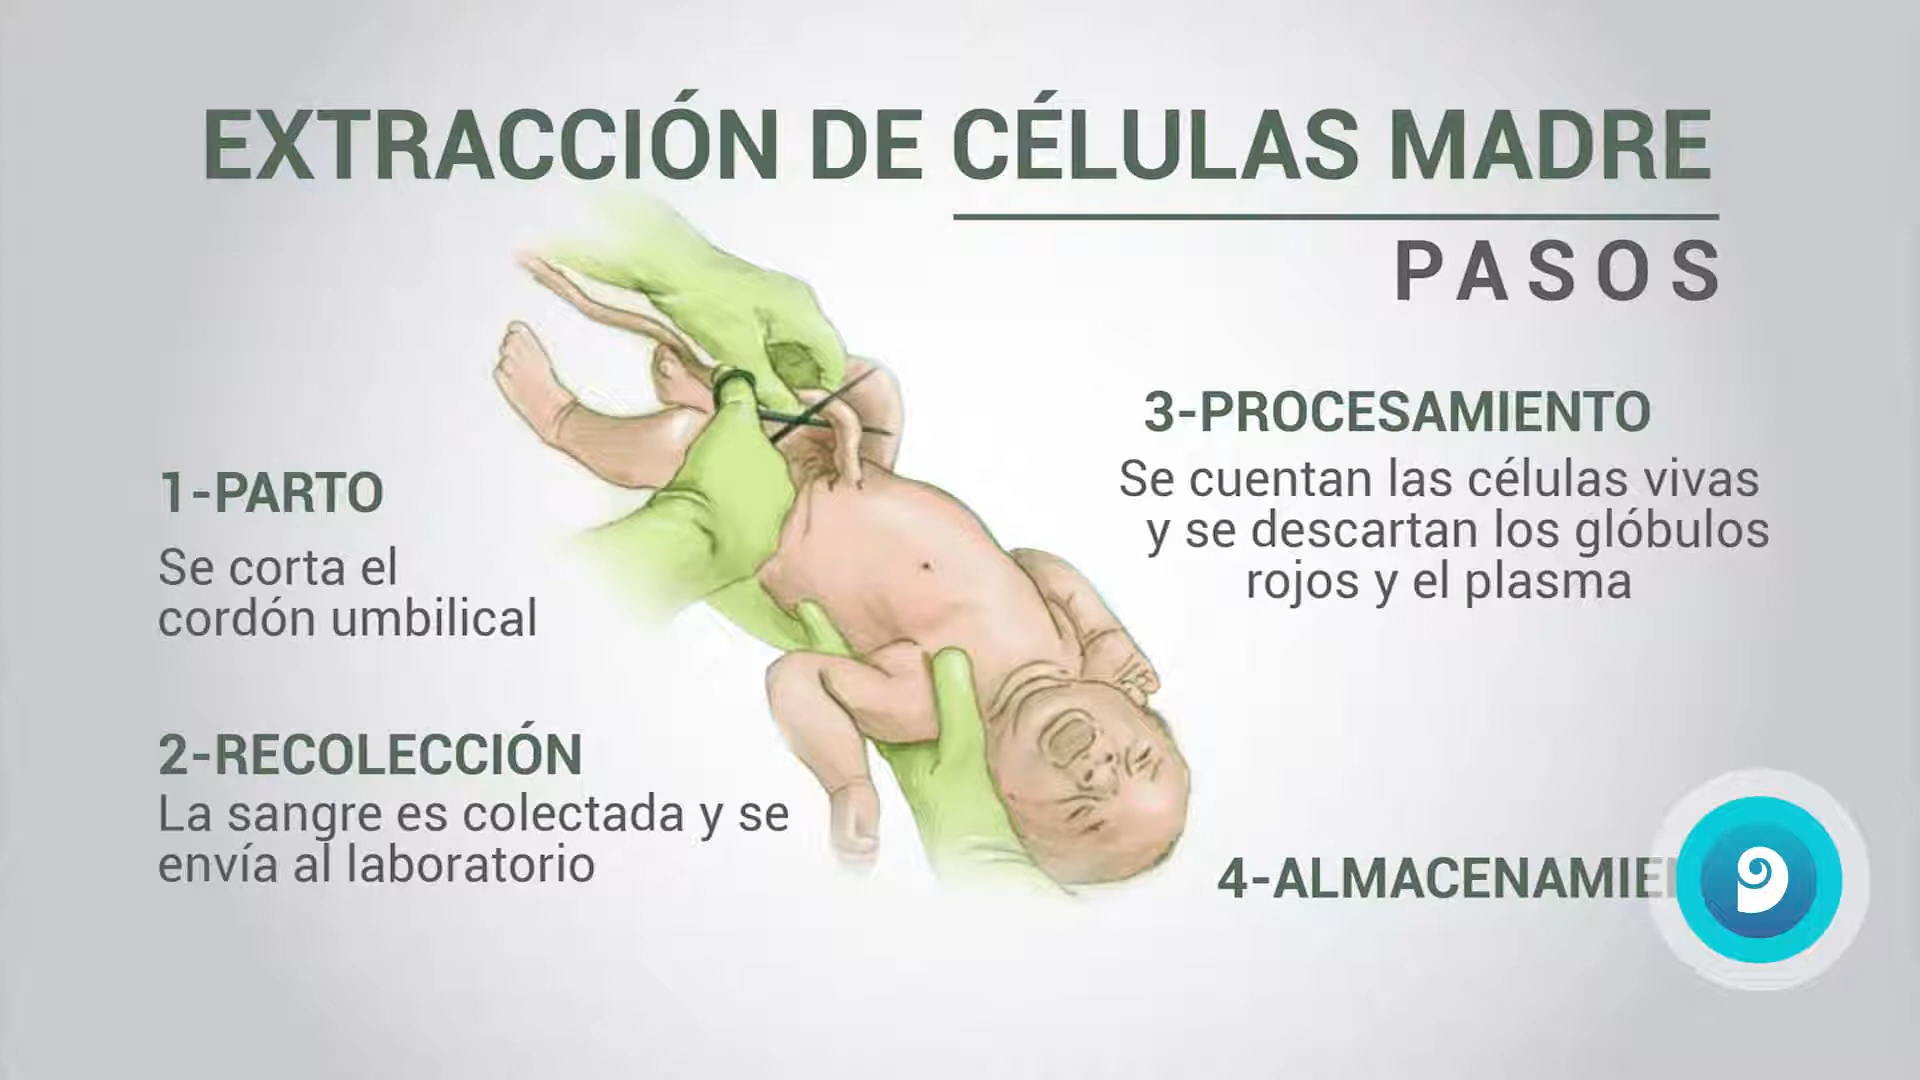 EXTRACCIÓN DE CÉLULAS MADRE
PASOS
1-PARTO
Se corta el
cordón umbilical
2-RECOLECCIÓN
La sangre es colectada y se
envía al laboratorio
3-PROCESAMIENTO
Se cuentan las células vivas
y se descartan los glóbulos
rojos y el plasma